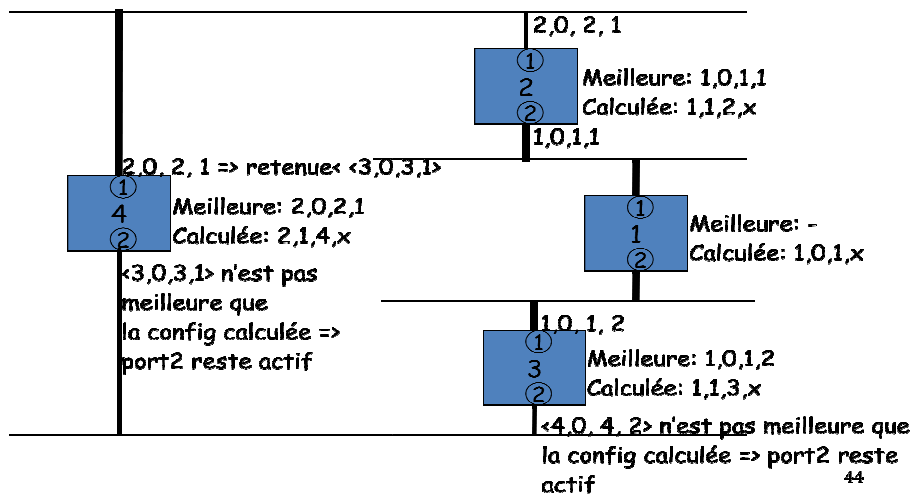 2,0, 2, 1
1
2
2
Meilleure: 1,0,1,1
Calculée: 1,1,2,x
1,0,1,1
2,0, 2, 1 => retenue< <3,0,3,1>
1
4
2
Meilleure: 2,0,2,1
Calculée: 2,1,4,x
<3,0,3,1> n'est pas
meilleure que
la config calculée =>
port2 reste actif
1
1
2
Meilleure: -
Calculée: 1,0,1,x
1,0, 1, 2
1
3
2
Meilleure: 1,0,1,2
Calculée: 1,1,3,x
<4,0, 4, 2> n'est pas meilleure que
la config calculée => port2 reste
actif
44